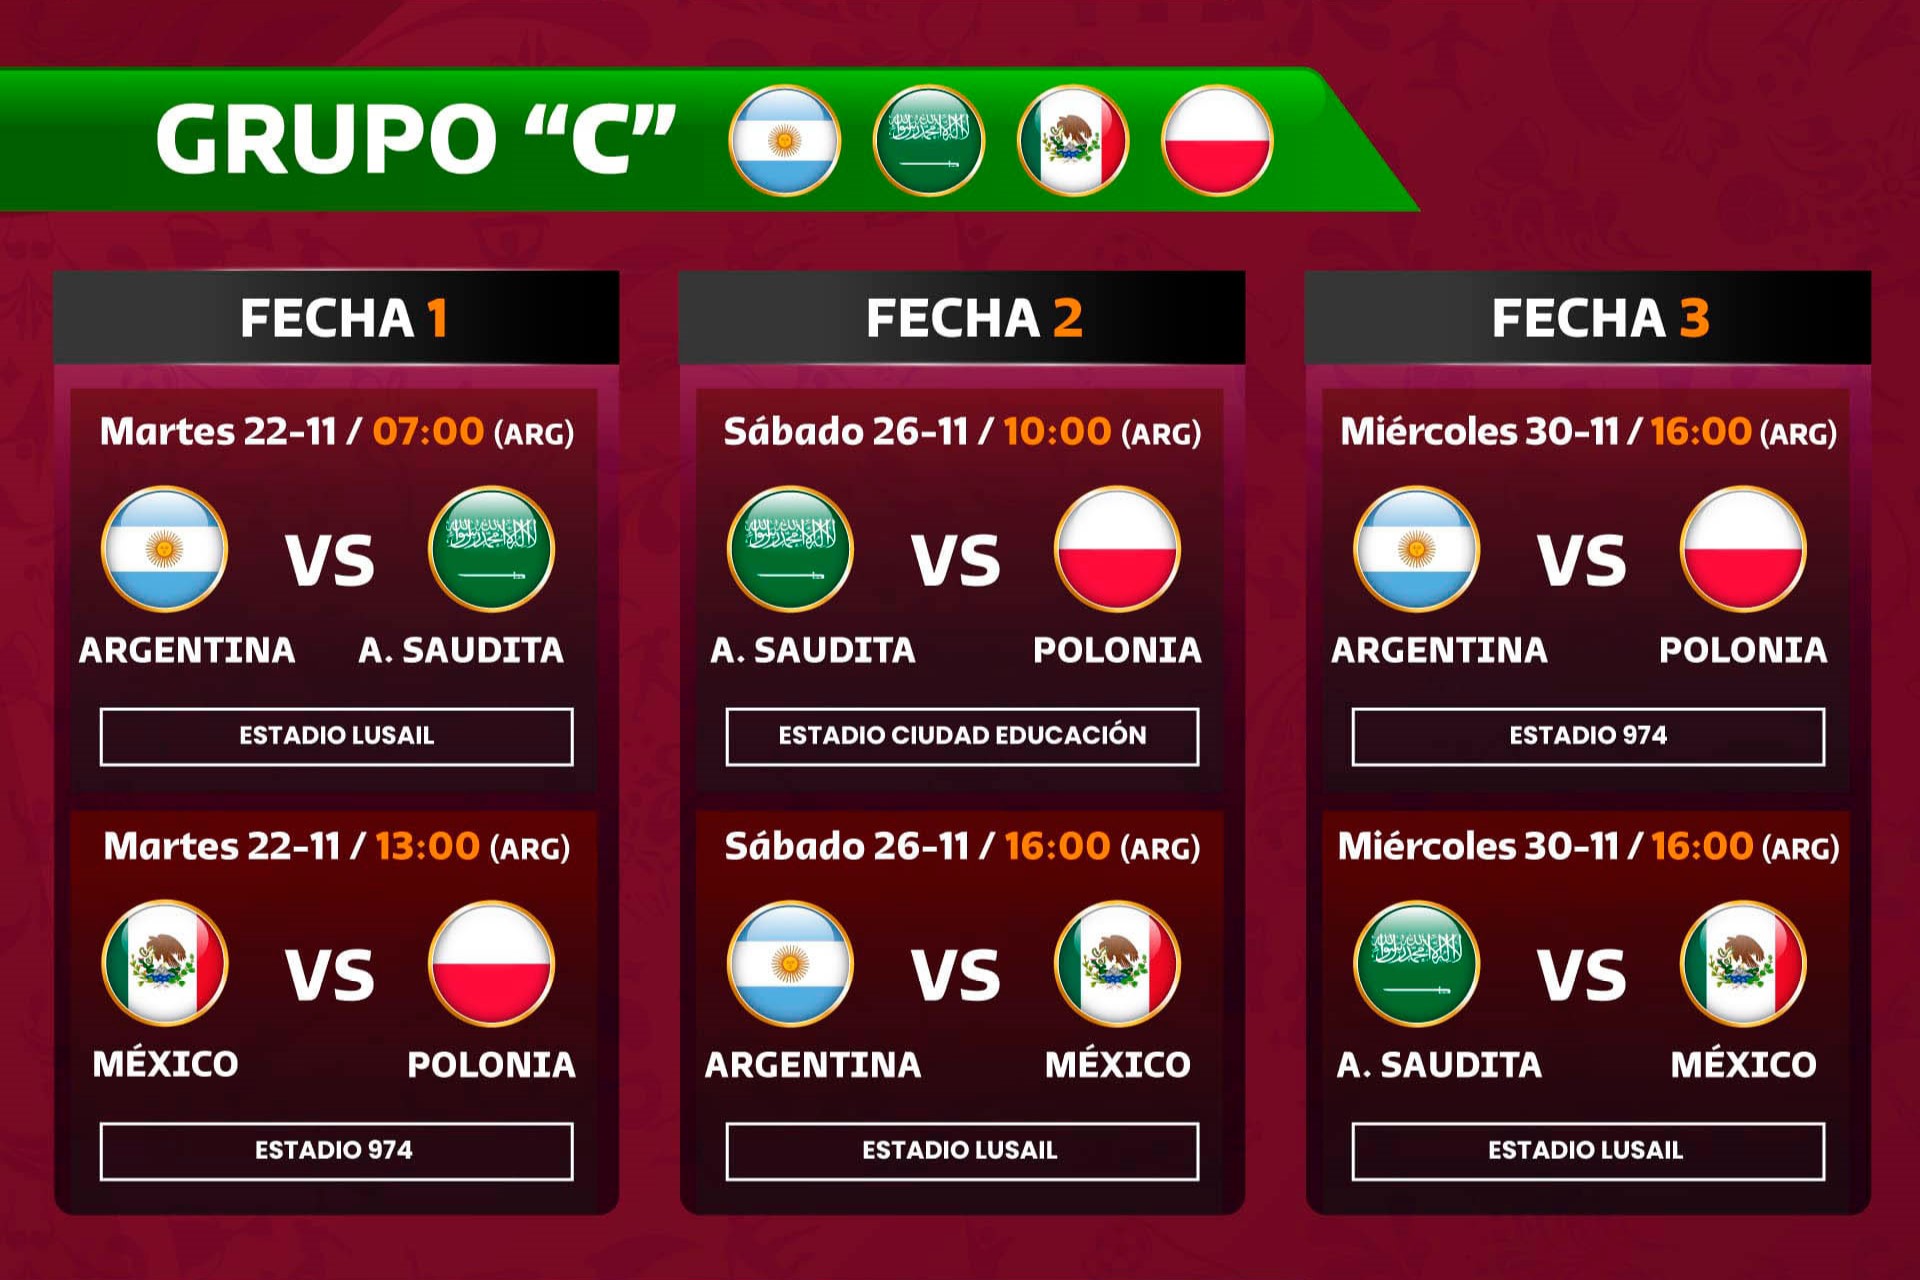 GRUPO “C”
FECHA 1
Martes 22-11 / 07:00 (ARG)
VS
ARGENTINA A. SAUDITA
ESTADIO LUSAIL
Martes 22-11 / 13:00 (ARG)
VS
MÉXICO POLONIA
ESTADIO 974
FECHA 2
Sábado 26-11 / 10:00 (ARG)
VS
A. SAUDITA POLONIA
ESTADIO CIUDAD EDUCACIÓN
Sábado 26-11 / 16:00 (ARG)
VS
ARGENTINA MÉXICO
ESTADIO LUSAIL
FECHA 3
Miércoles 30-11 / 16:00 (ARG)
VS
ARGENTINA POLONIA
ESTADIO 974
Miércoles 30-11 / 16:00 (ARG)
VS
A. SAUDITA MÉXICO
ESTADIO LUSAIL